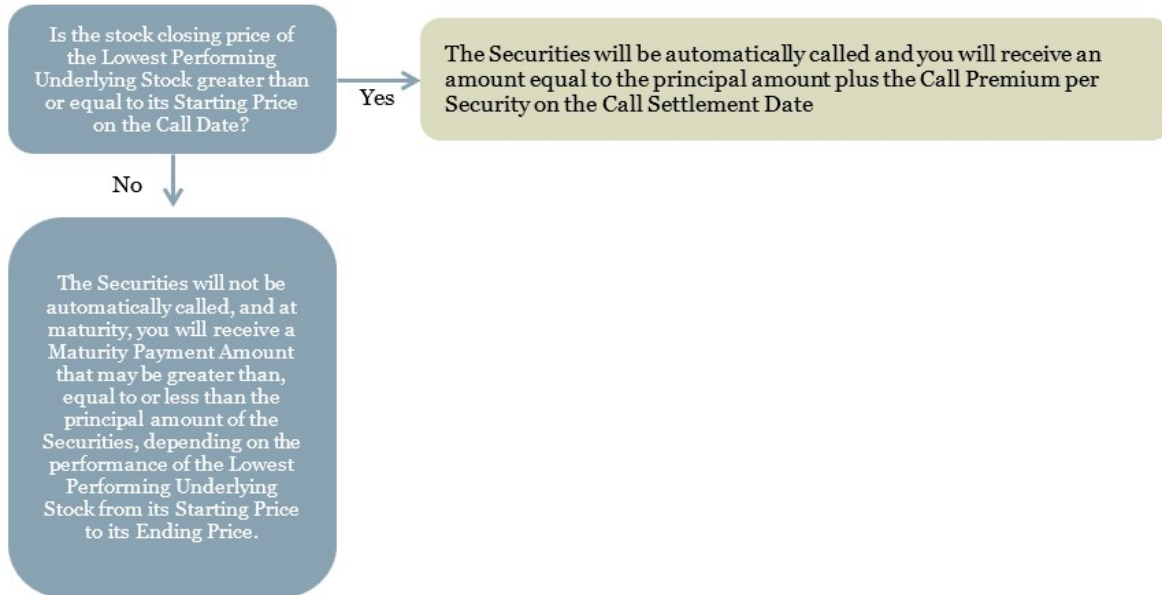 Is the stock closing price of
the Lowest Performing
Underlying Stock greater than
or equal to its Starting Price
on the Call Date?
Yes
The Securities will be automatically called and you will receive an
amount equal to the principal amount plus the Call Premium per
Security on the Call Settlement Date
No
The Securities will not be
automatically called, and at
maturity, you will receive a
Maturity Payment Amount
that may be greater than,
equal to or less than the
principal amount of the
Securities, depending on the
performance of the Lowest
Performing Underlying
Stock from its Starting Price
to its Ending Price.